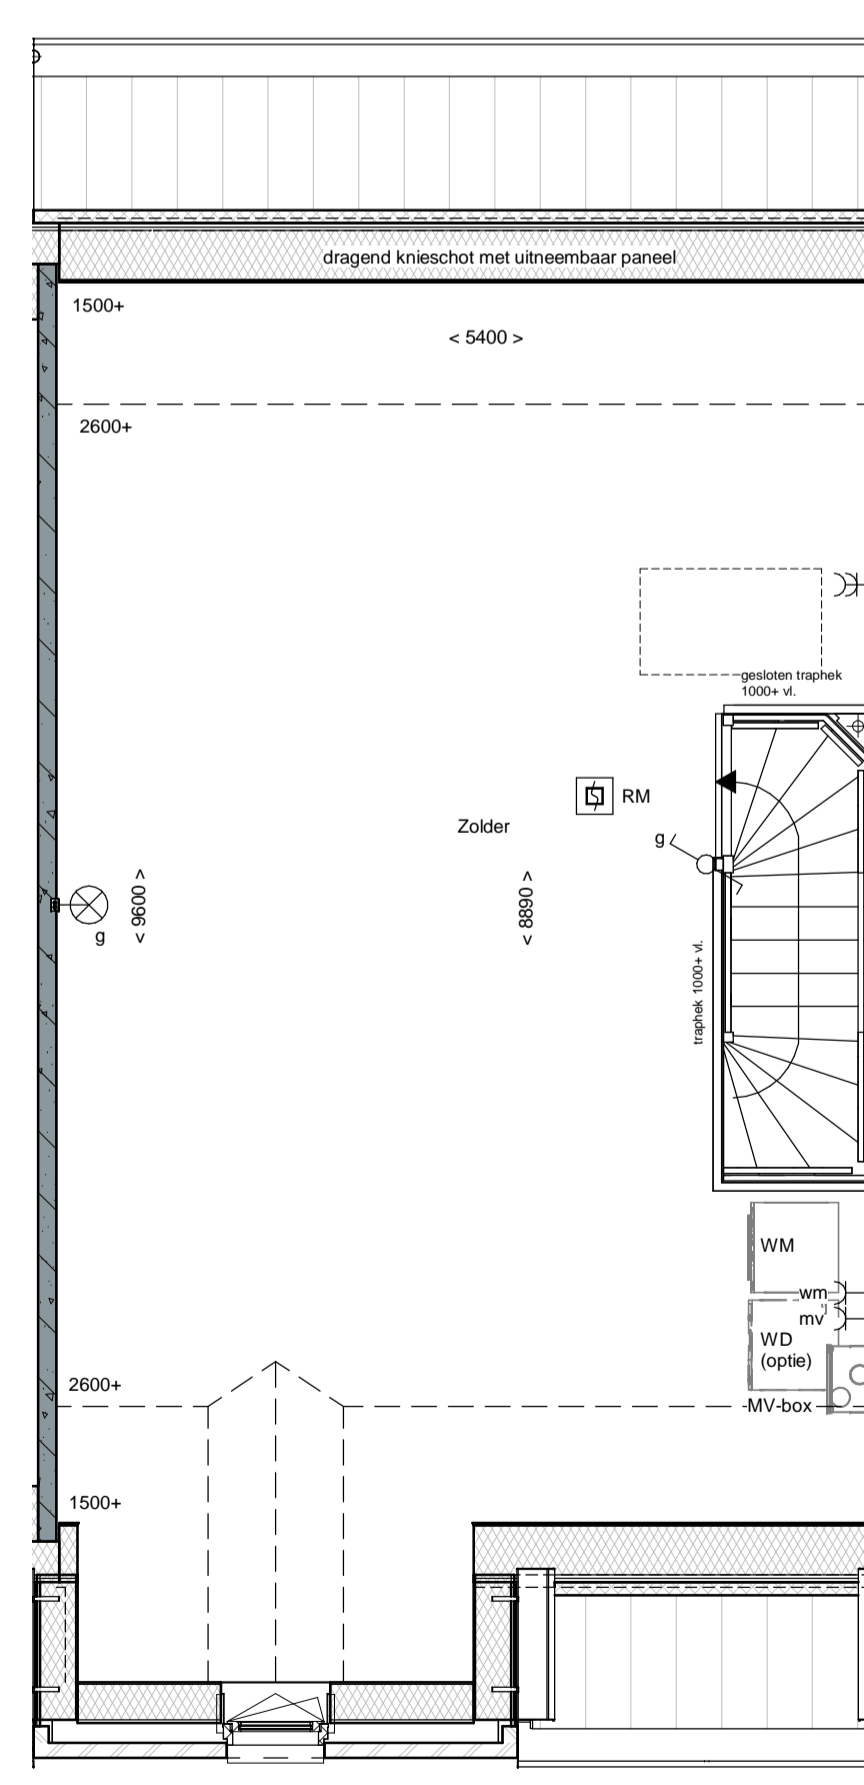 dragend knieschot met uitneembaar paneel
1500+
< 5400 >
2600+
gesloten traphek
1000+ vl.
RM
Zolder
g
< 9600 >
< 8890 >
g
traphek 1000+ vl.
WM
wm
mv
WD
(optie)
2600+
MV-box
1500+